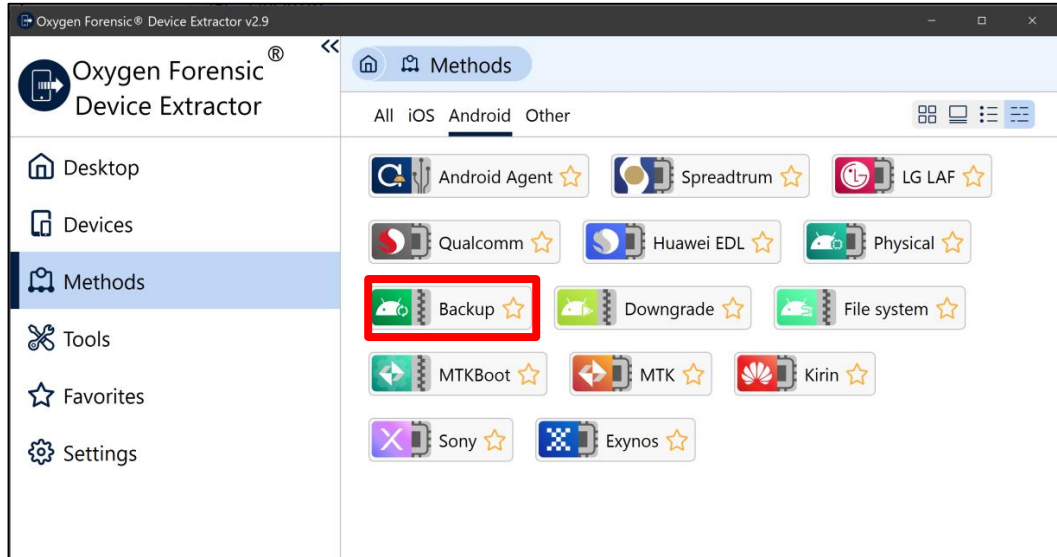 Oxygen Forensic® Device Extractor v2.9
Oxygen Forensic®
Device Extractor
Desktop
Devices
Methods
Tools
Favorites
Settings
Methods
All iOS Android Other
Android Agent Spreadtrum LG LAF
Qualcomm Huawei EDL Physical
Backup Downgrade File system
MTKBoot MTK Kirin
Sony Exynos